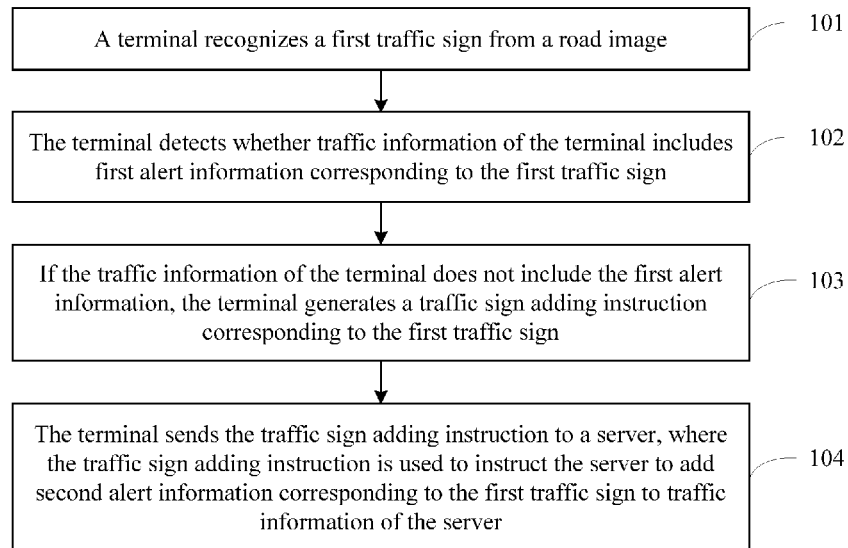 A terminal recognizes a first traffic sign from a road image
101
The terminal detects whether traffic information of the terminal includes
first alert information corresponding to the first traffic sign
102
If the traffic information of the terminal does not include the first alert
information, the terminal generates a traffic sign adding instruction
corresponding to the first traffic sign
103
The terminal sends the traffic sign adding instruction to a server, where
the traffic sign adding instruction is used to instruct the server to add
second alert information corresponding to the first traffic sign to traffic
information of the server
104